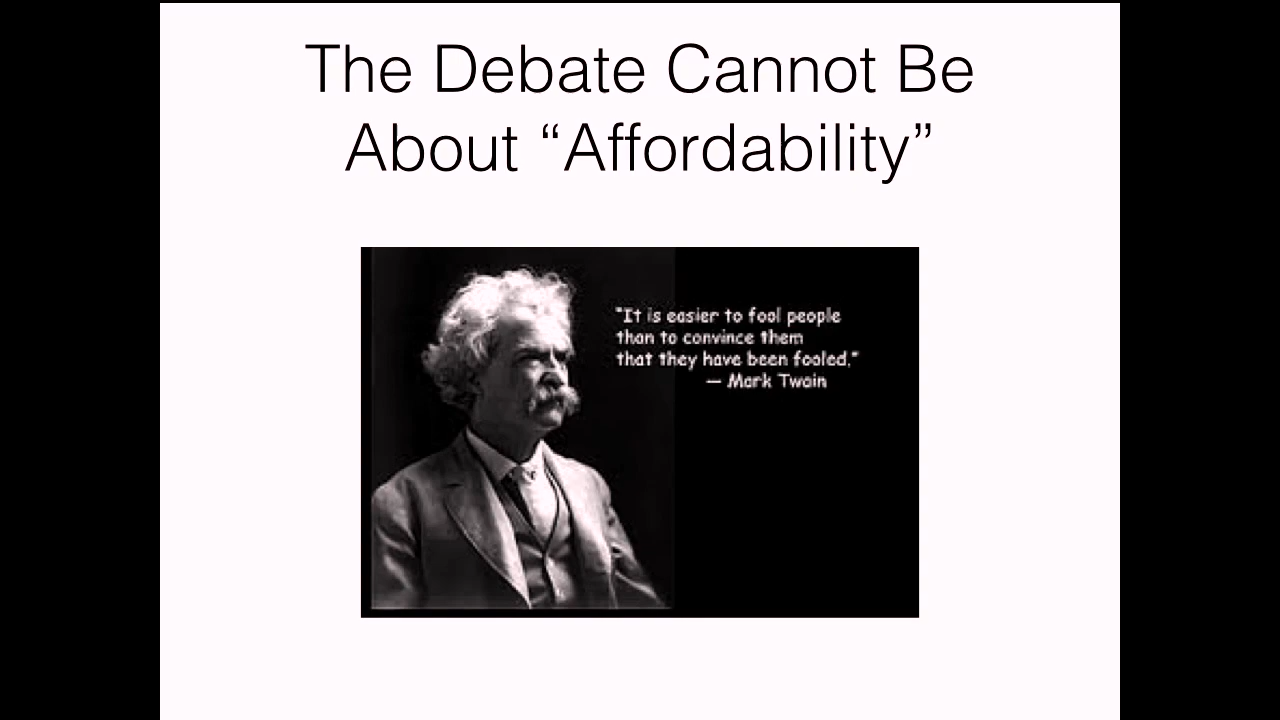 The Debate Cannot Be
About “Affordability”
"It is easier to fool people
than to convince them
that they have been fooled."
— Mark Twain